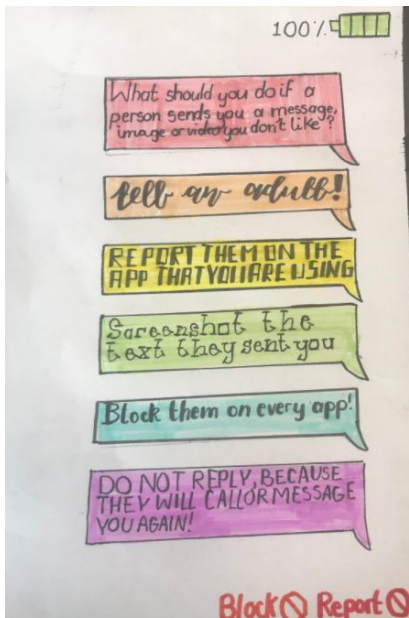 100%
What should you do if a
person sends you a message,
image or video you don't like?
tell an adult!
REPORT THEM ON THE
APP THAT YOU ARE USING
Screenshot the
text they sent you
Block them on every app!
DO NOT REPLY, BECAUSE
THEY WILL CALL OR MESSAGE
YOU AGAIN!
Block Report